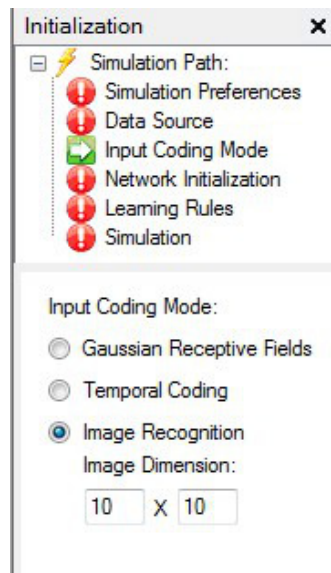 Initialization
Simulation Path:
Simulation Preferences
Data Source
Input Coding Mode
Network Initialization
Learning Rules
Simulation
Input Coding Mode:
Gaussian Receptive Fields
Temporal Coding
Image Recognition
Image Dimension:
10 X 10